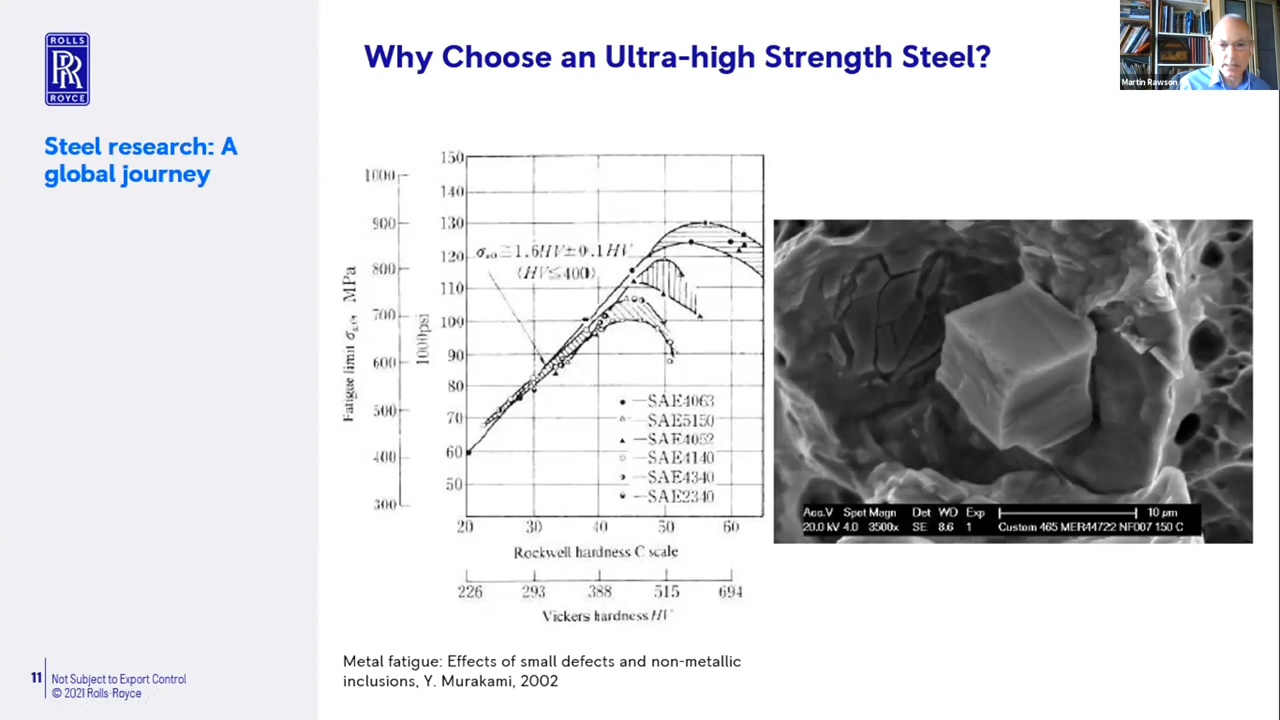 ROLLS
RR
ROYCE
Steel research: A
global journey
Why Choose an Ultra-high Strength Steel?
Martin Rawson
Fatigue limit MPa
1000
900
800
700
600
500
400
300
1000psi
150
140
130
120
110
100
90
80
70
60
50
≅1.6HV±0.1HV
(HV≤400)
SAE4063
SAE5150
SAE4052
SAE4140
SAE4340
SAE2340
20 30 40 50 60
Rockwell hardness C scale
226 293 388 515 694
Vickers hardness HV
Acc.V Spot Magn Det WD Exp 10 µm
20.0 kV 4.0 3500x SE 8.6 1 Custom 465 MER44722 NF007 150 C
Metal fatigue: Effects of small defects and non-metallic
inclusions, Y. Murakami, 2002
11
Not Subject to Export Control
© 2021 Rolls-Royce